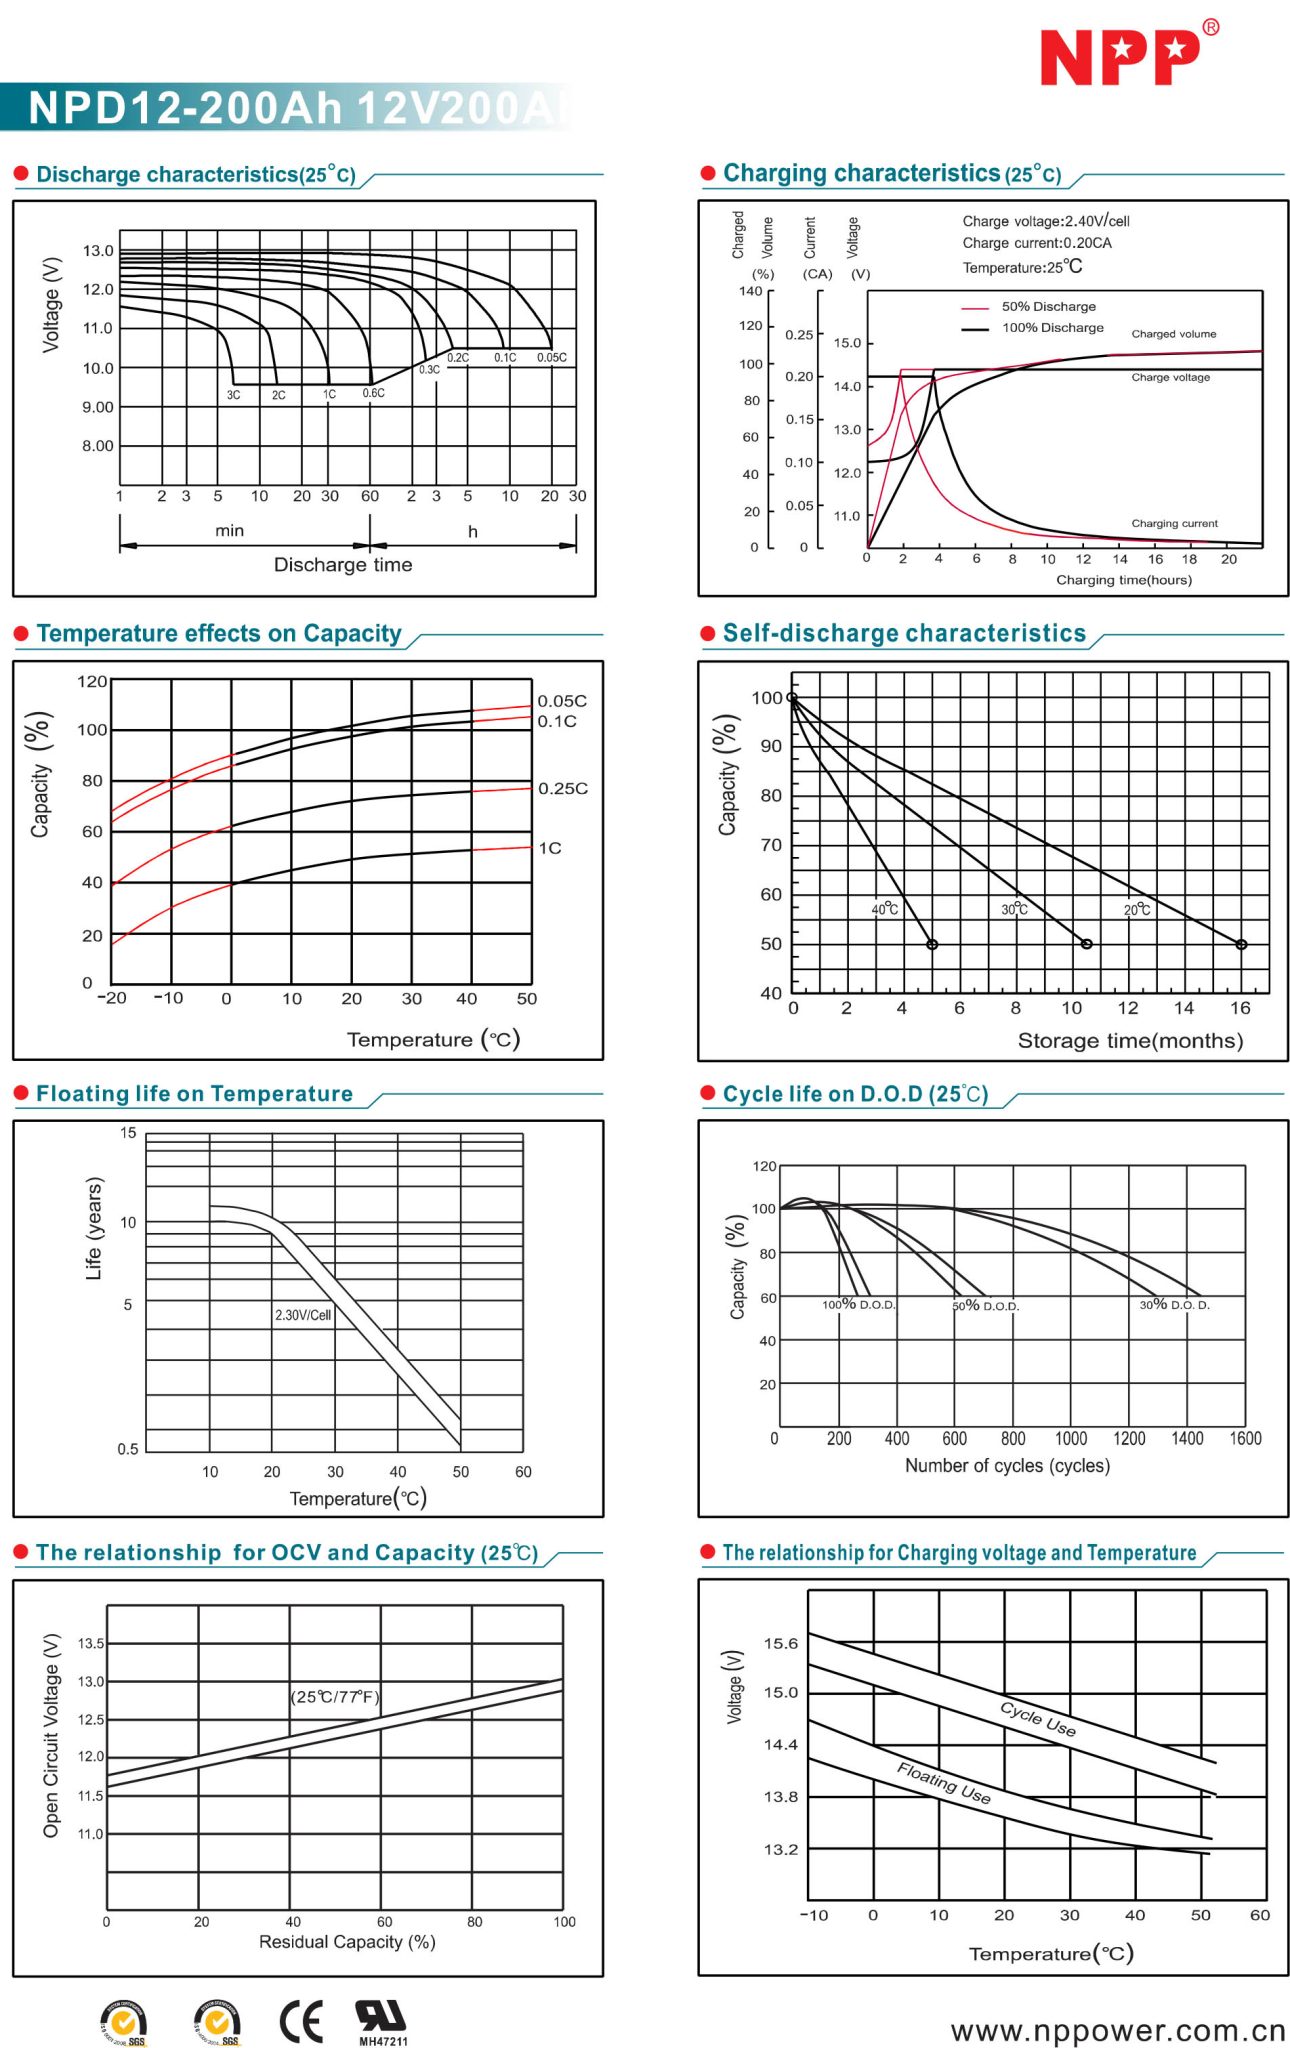 NPP®
NPD12-200Ah 12V200A
Discharge characteristics(25°C)
Voltage (V)
13.0
12.0
11.0
10.0
9.00
8.00
3C 2C 1C 0.6C 0.3C 0.2C 0.1C 0.05C
1 2 3 5 10 20 30 60 2 3 5 10 20 30
min h
Discharge time
Charging characteristics (25°C)
Charged Volume Current Voltage
(%) (CA) (V)
Charge voltage:2.40V/cell
Charge current:0.20CA
Temperature:25℃
50% Discharge
100% Discharge
140
120
100
80
60
40
20
0
0.25
0.20
0.15
0.10
0.05
0
15.0
14.0
13.0
12.0
11.0
Charged volume
Charge voltage
Charging current
0 2 4 6 8 10 12 14 16 18 20
Charging time(hours)
Temperature effects on Capacity
Capacity (%)
120
100
80
60
40
20
0
0.05C
0.1C
0.25C
1C
−20 −10 0 10 20 30 40 50
Temperature (℃)
Self-discharge characteristics
Capacity (%)
100
90
80
70
60
50
40
40℃ 30℃ 20℃
0 2 4 6 8 10 12 14 16
Storage time(months)
Floating life on Temperature
Life (years)
15
10
5
0.5
2.30V/Cell
10 20 30 40 50 60
Temperature(℃)
Cycle life on D.O.D (25℃)
Capacity (%)
120
100
80
60
40
20
100% D.O.D. 50% D.O.D. 30% D.O.D.
0 200 400 600 800 1000 1200 1400 1600
Number of cycles (cycles)
The relationship for OCV and Capacity (25℃)
Open Circuit Voltage (V)
13.5
13.0
12.5
12.0
11.5
11.0
(25℃/77℉)
0 20 40 60 80 100
Residual Capacity (%)
The relationship for Charging voltage and Temperature
Voltage (V)
15.6
15.0
14.4
13.8
13.2
Cycle Use
Floating Use
−10 0 10 20 30 40 50 60
Temperature(℃)
SGS
SGS
CE
MH47211
www.nppower.com.cn